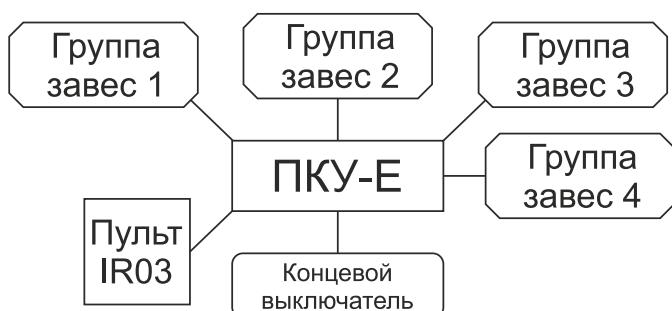 Группа
завес 1
Группа
завес 2
Группа
завес 3
ПКУ-Е
Группа
завес 4
Пульт
IR03
Концевой
выключатель